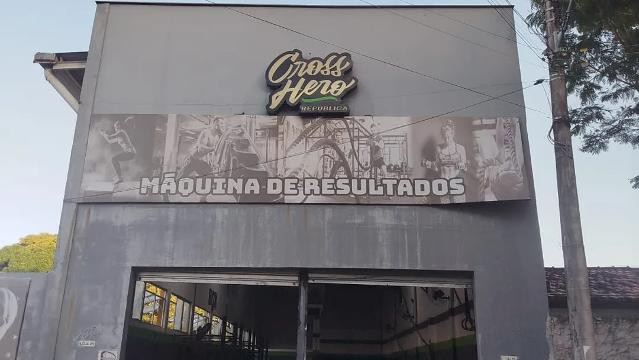 Cross
Hero
REPÚBLICA
MÁQUINA DE RESULTADOS